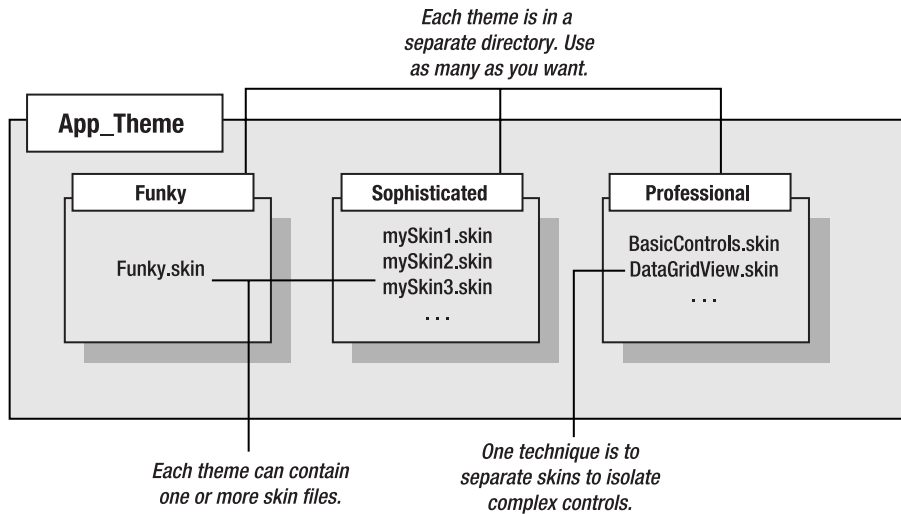 Each theme is in a
separate directory. Use
as many as you want.
App_Theme
Funky
Funky.skin
Sophisticated
mySkin1.skin
mySkin2.skin
mySkin3.skin
...
Professional
BasicControls.skin
DataGridView.skin
...
Each theme can contain
one or more skin files.
One technique is to
separate skins to isolate
complex controls.